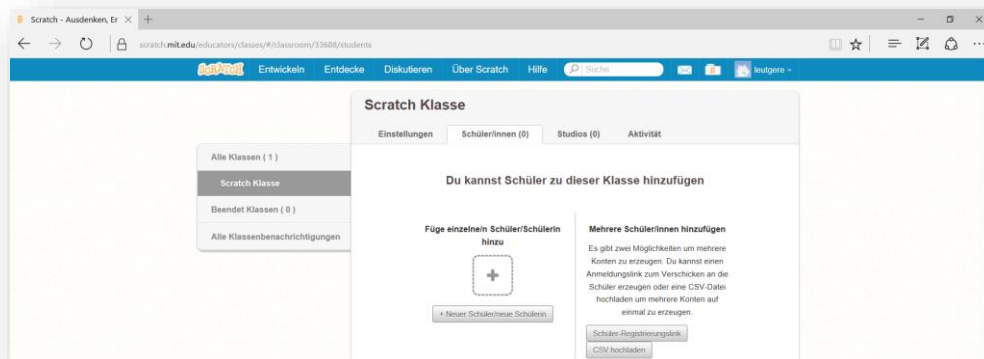 Scratch - Ausdenken, Er
scratch.mit.edu/educators/classes/#/classroom/33688/students
SCRATCH Entwickeln Entdecke Diskutieren Über Scratch Hilfe Suche leutgere
Scratch Klasse
Einstellungen Schüler/innen (0) Studios (0) Aktivität
Alle Klassen ( 1 )
Scratch Klasse
Beendet Klassen ( 0 )
Alle Klassenbenachrichtigungen
Du kannst Schüler zu dieser Klasse hinzufügen
Füge einzelne/n Schüler/Schülerin
hinzu
+ Neuer Schüler/neue Schülerin
Mehrere Schüler/innen hinzufügen
Es gibt zwei Möglichkeiten um mehrere
Konten zu erzeugen. Du kannst einen
Anmeldungslink zum Verschicken an die
Schüler erzeugen oder eine CSV-Datei
hochladen um mehrere Konten auf
einmal zu erzeugen.
Schüler-Registrierungslink
CSV hochladen